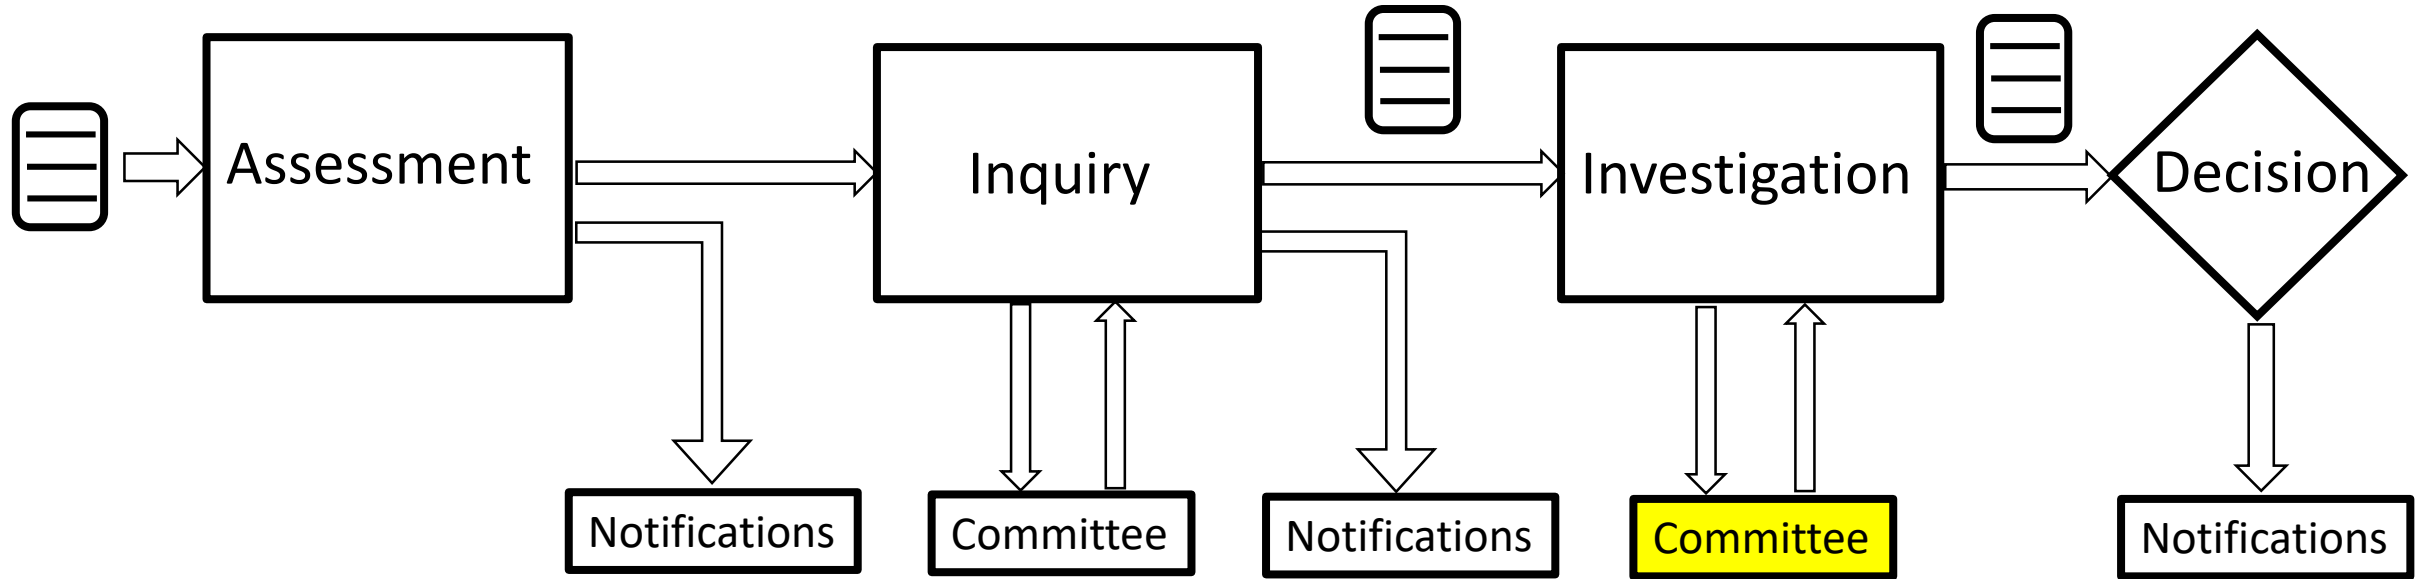 Assessment
Inquiry
Investigation
Decision
Notifications
Committee
Notifications
Committee
Notifications